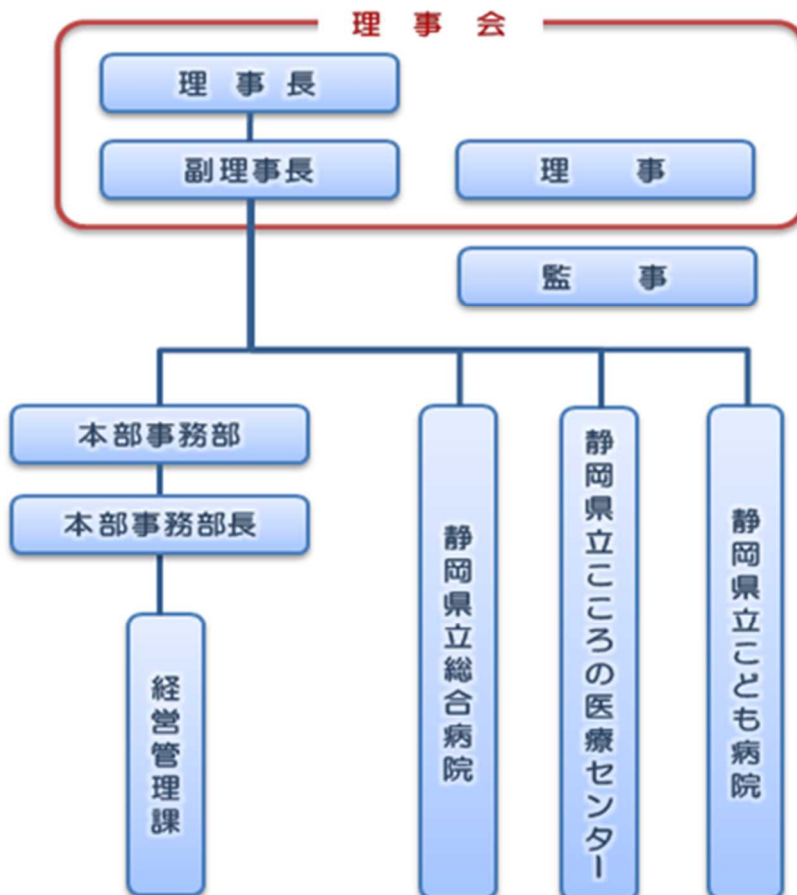 理事会
理事長
副理事長
理事
監事
本部事務部
本部事務部長
経営管理課
静岡県立総合病院
静岡県立こころの医療センター
静岡県立こども病院